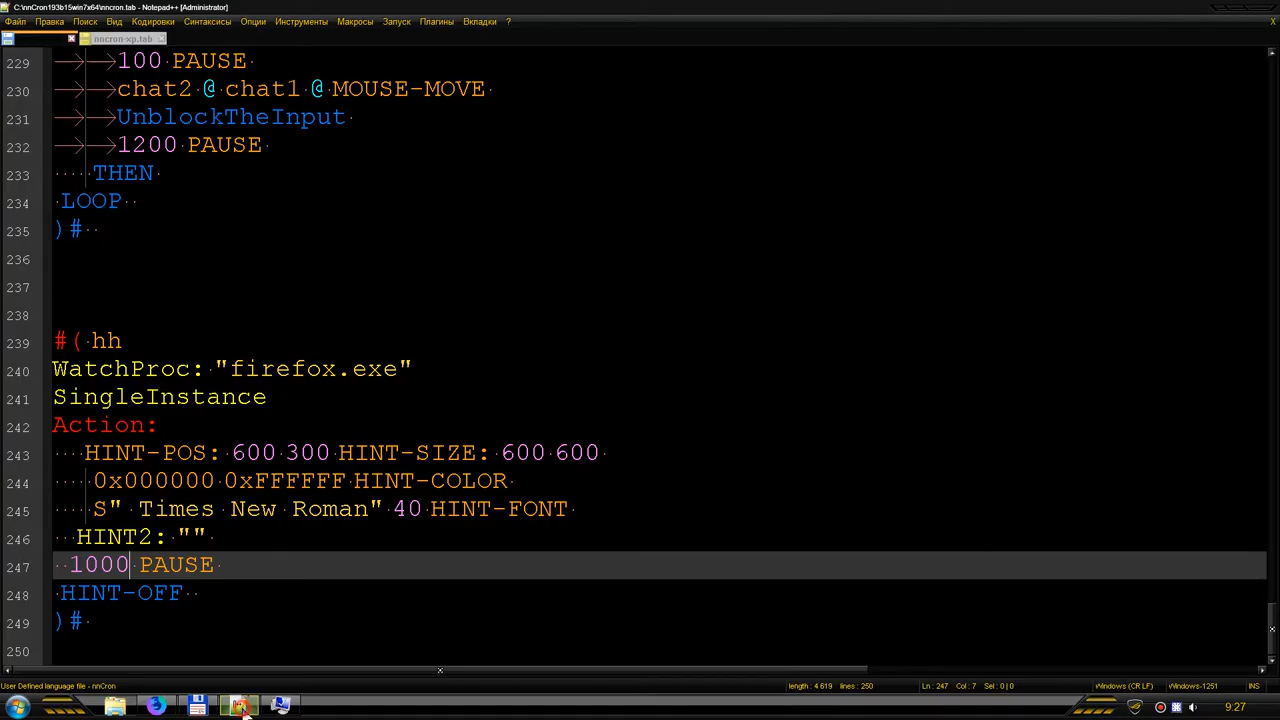 C:\nnCron193b15win7x64\nncron.tab - Notepad++ [Administrator]
Файл Правка Поиск Вид Кодировки Синтаксисы Опции Инструменты Макросы Запуск Плагины Вкладки ? X
nncron-xp.tab
229 100 PAUSE
230 chat2 @ chat1 @ MOUSE-MOVE
231 UnblockTheInput
232 1200 PAUSE
233 THEN
234 LOOP
235 )#
236
237
238
239 #( hh
240 WatchProc: "firefox.exe"
241 SingleInstance
242 Action:
243 HINT-POS: 600 300 HINT-SIZE: 600 600
244 0x000000 0xFFFFFF HINT-COLOR
245 S" Times New Roman" 40 HINT-FONT
246 HINT2: ""
247 1000 PAUSE
248 HINT-OFF
249 )#
250
User Defined language file - nnCron length : 4 619 lines : 250 Ln : 247 Col : 7 Sel : 0 | 0 Windows (CR LF) Windows-1251 INS
9:27